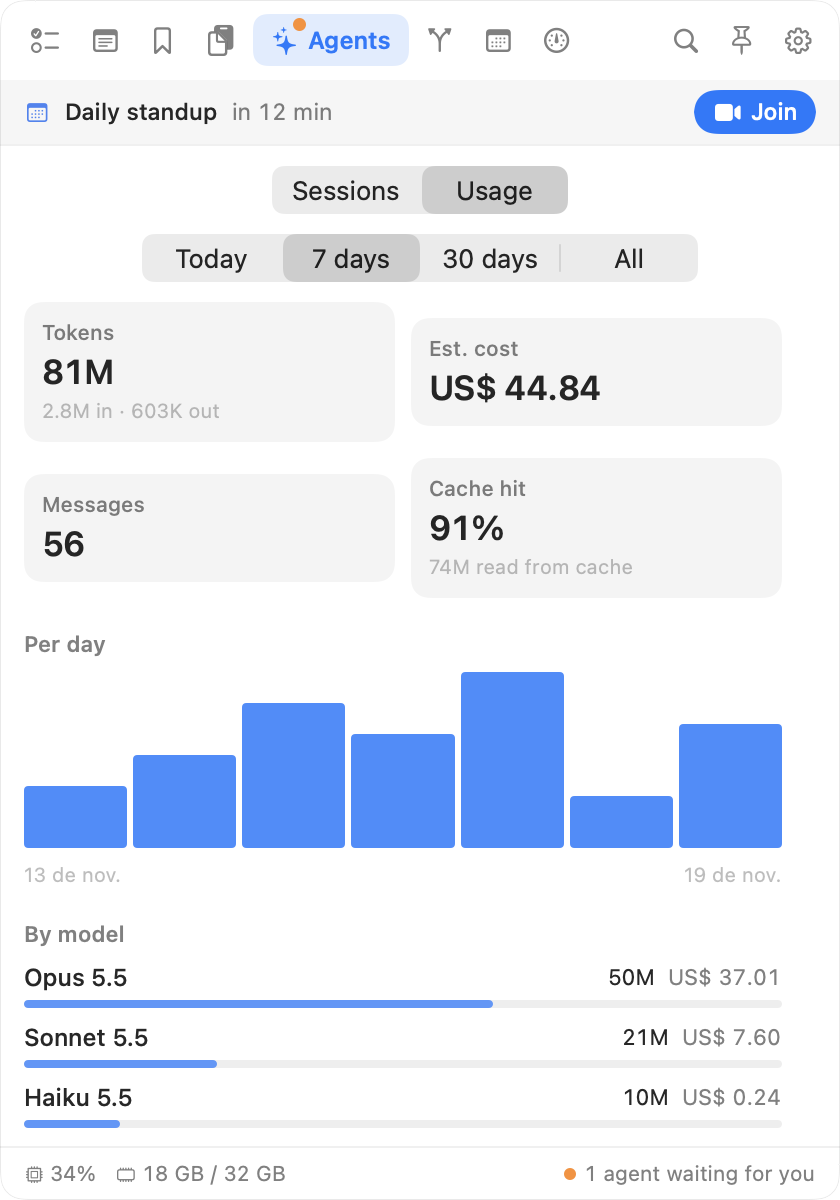 Agents
Daily standup in 12 min
Join
Sessions Usage
Today 7 days 30 days All
Tokens
81M
2.8M in · 603K out
Est. cost
US$ 44.84
Messages
56
Cache hit
91%
74M read from cache
Per day
13 de nov. 19 de nov.
By model
Opus 5.5 50M US$ 37.01
Sonnet 5.5 21M US$ 7.60
Haiku 5.5 10M US$ 0.24
34% 18 GB / 32 GB 1 agent waiting for you